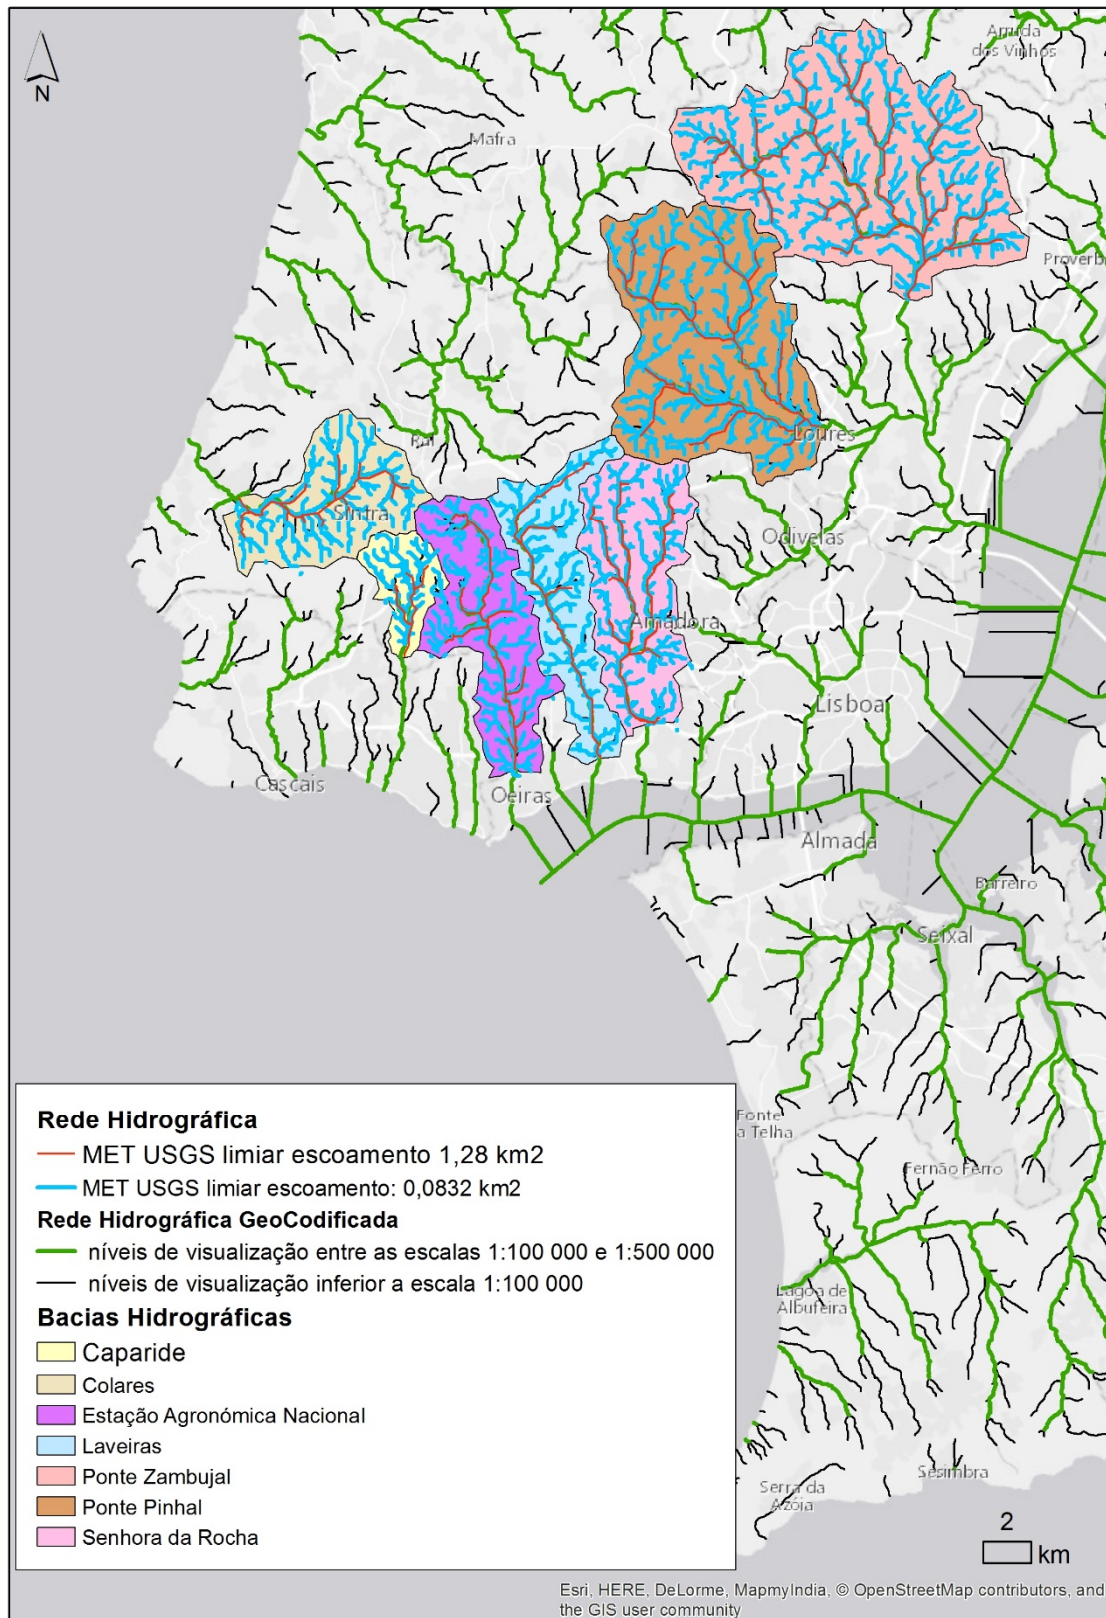 N
Arruda
dos Vinhos
Mafra
Loures
Sintra
Odivelas
Amadora
Lisboa
Cascais
Oeiras
Almada
Barreiro
Seixal
Fonte
a Telha
Fernão Ferro
Lagoa de
Albufeira
Sesimbra
Serra da
Azóia
Rede Hidrográfica
MET USGS limiar escoamento 1,28 km2
MET USGS limiar escoamento: 0,0832 km2
Rede Hidrográfica GeoCodificada
níveis de visualização entre as escalas 1:100 000 e 1:500 000
níveis de visualização inferior a escala 1:100 000
Bacias Hidrográficas
Caparide
Colares
Estação Agronómica Nacional
Laveiras
Ponte Zambujal
Ponte Pinhal
Senhora da Rocha
2
km
Esri, HERE, DeLorme, MapmyIndia, © OpenStreetMap contributors, and
the GIS user community